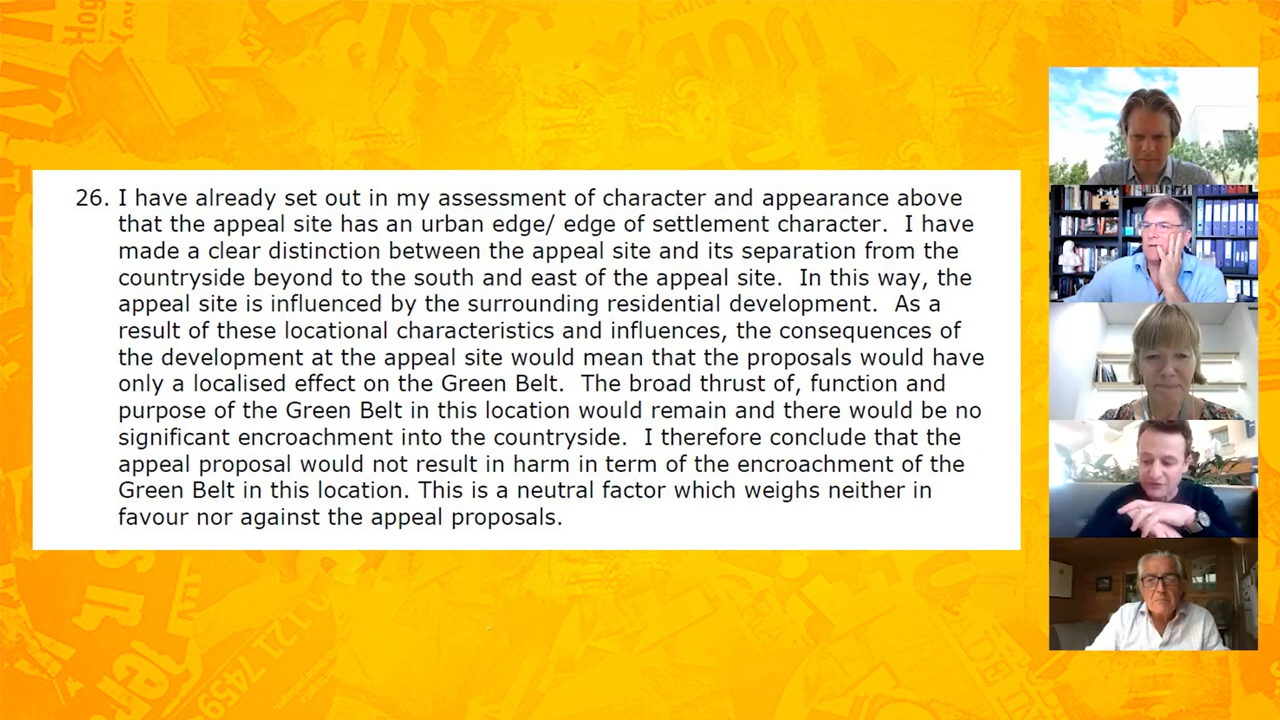 26. I have already set out in my assessment of character and appearance above
that the appeal site has an urban edge/ edge of settlement character.  I have
made a clear distinction between the appeal site and its separation from the
countryside beyond to the south and east of the appeal site.  In this way, the
appeal site is influenced by the surrounding residential development.  As a
result of these locational characteristics and influences, the consequences of
the development at the appeal site would mean that the proposals would have
only a localised effect on the Green Belt.  The broad thrust of, function and
purpose of the Green Belt in this location would remain and there would be no
significant encroachment into the countryside.  I therefore conclude that the
appeal proposal would not result in harm in term of the encroachment of the
Green Belt in this location. This is a neutral factor which weighs neither in
favour nor against the appeal proposals.